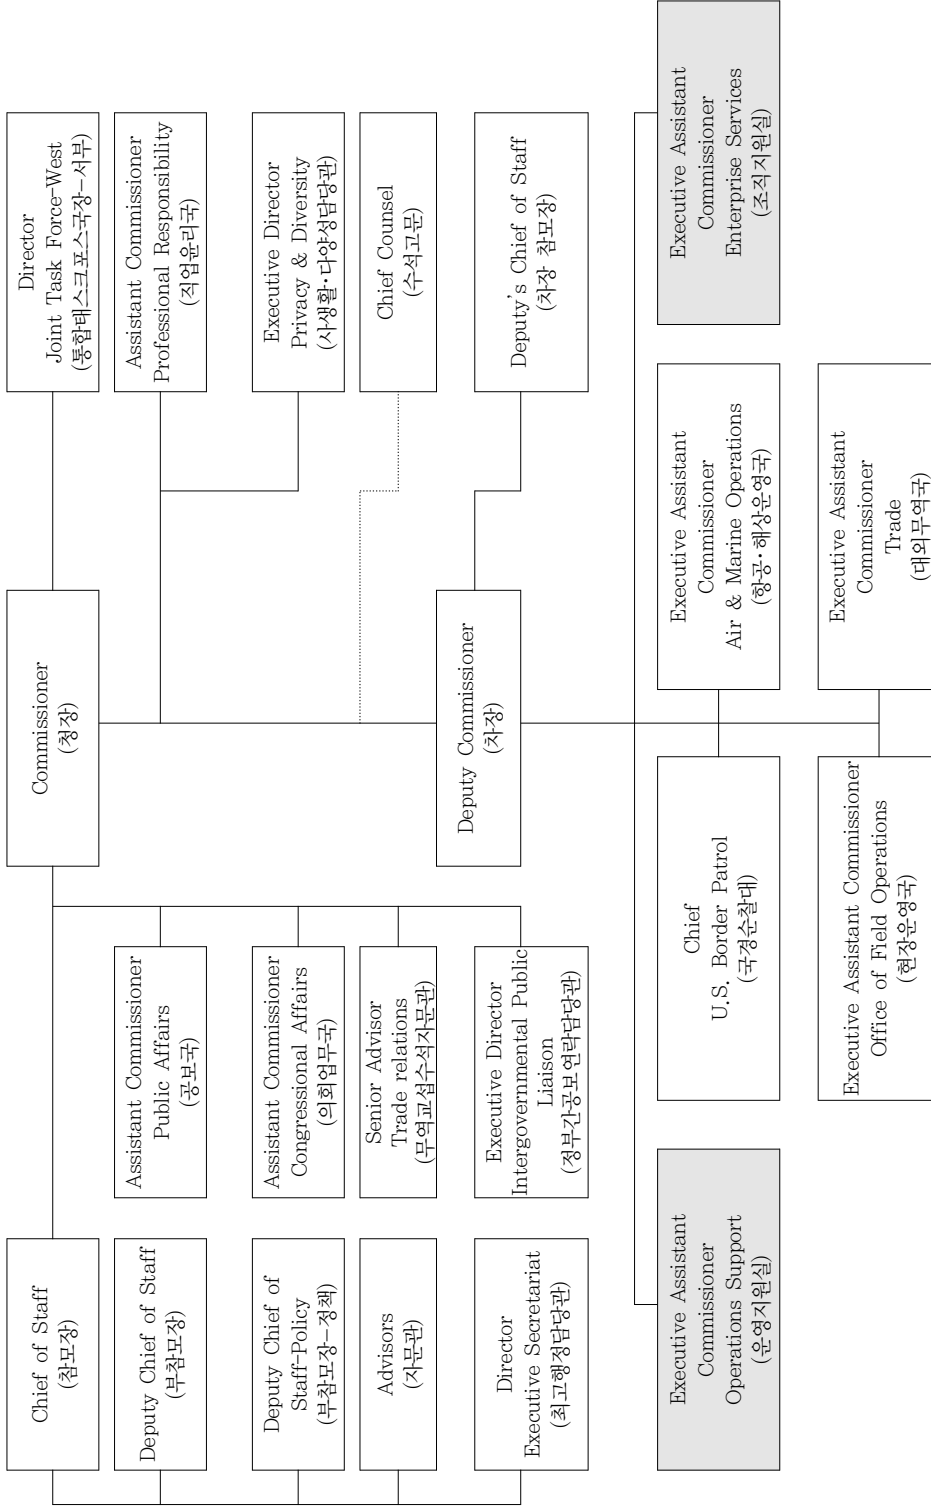 Chief of Staff
(참모장)
Commissioner
(청장)
Director
Joint Task Force-West
(통합태스크포스국장-서부)
Deputy Chief of Staff
(부참모장)
Assistant Commissioner
Public Affairs
(공보국)
Assistant Commissioner
Professional Responsibility
(직업윤리국)
Deputy Chief of
Staff-Policy
(부참모장-정책)
Assistant Commissioner
Congressional Affairs
(의회업무국)
Executive Director
Privacy & Diversity
(사생활·다양성담당관)
Advisors
(자문관)
Senior Advisor
Trade relations
(무역교섭수석자문관)
Chief Counsel
(수석고문)
Director
Executive Secretariat
(최고행정담당관)
Executive Director
Intergovernmental Public
Liaison
(정부간공보연락담당관)
Deputy Commissioner
(차장)
Deputy's Chief of Staff
(차장 참모장)
Executive Assistant
Commissioner
Operations Support
(운영지원실)
Chief
U.S. Border Patrol
(국경순찰대)
Executive Assistant
Commissioner
Air & Marine Operations
(항공·해상운영국)
Executive Assistant
Commissioner
Enterprise Services
(조직지원실)
Executive Assistant Commissioner
Office of Field Operations
(현장운영국)
Executive Assistant
Commissioner
Trade
(대외무역국)